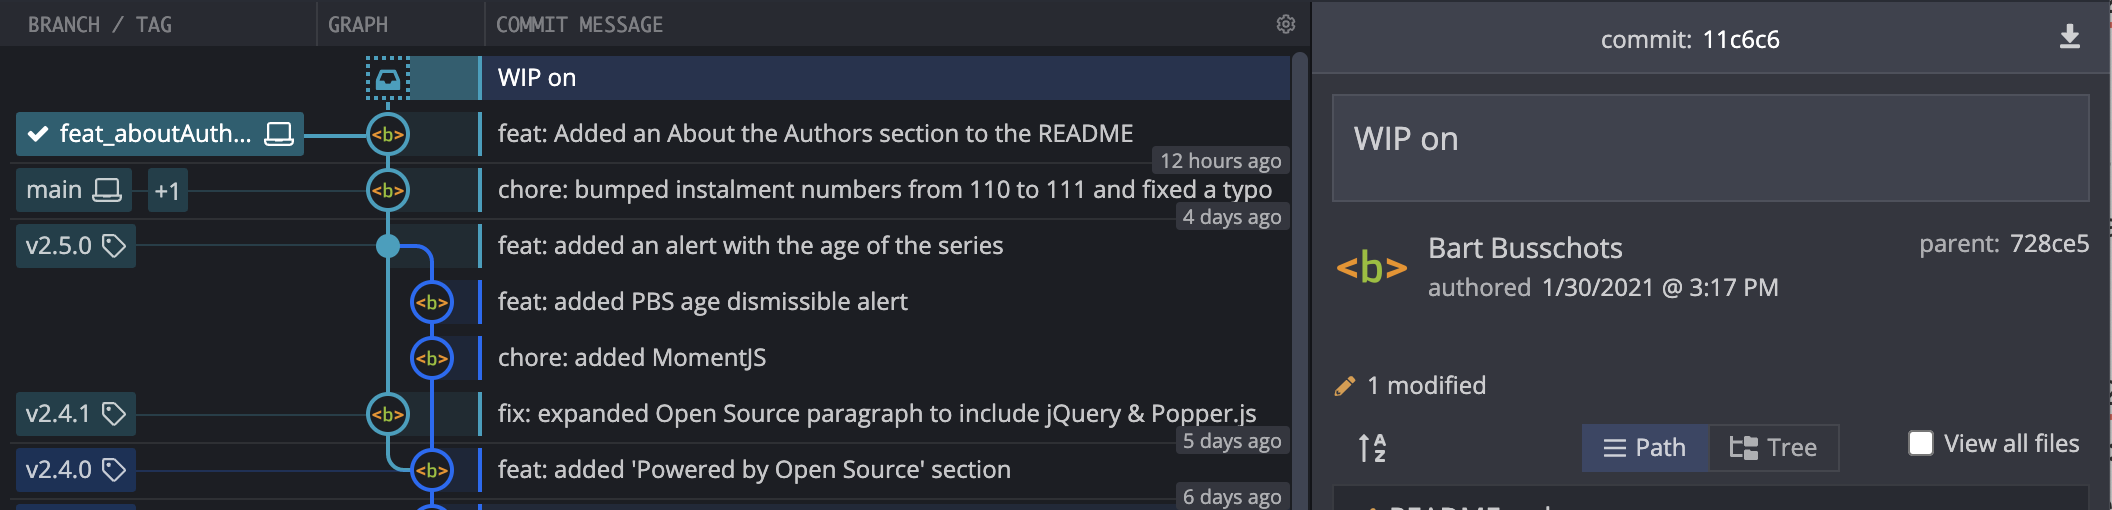 BRANCH / TAG GRAPH COMMIT MESSAGE
WIP on
feat_aboutAuth... <b> feat: Added an About the Authors section to the README
12 hours ago
main +1 <b> chore: bumped instalment numbers from 110 to 111 and fixed a typo
4 days ago
v2.5.0 feat: added an alert with the age of the series
<b> feat: added PBS age dismissible alert
<b> chore: added MomentJS
v2.4.1 <b> fix: expanded Open Source paragraph to include jQuery & Popper.js
5 days ago
v2.4.0 <b> feat: added 'Powered by Open Source' section
6 days ago
commit: 11c6c6
WIP on
<b> Bart Busschots parent: 728ce5
authored 1/30/2021 @ 3:17 PM
1 modified
A Z Path Tree View all files